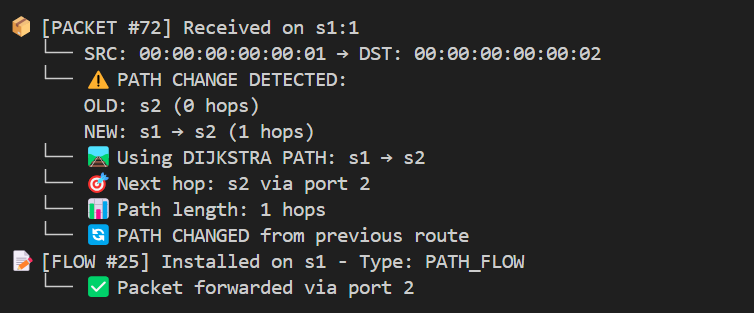 📦 [PACKET #72] Received on s1:1
└── SRC: 00:00:00:00:00:01 → DST: 00:00:00:00:00:02
└── ⚠️ PATH CHANGE DETECTED:
OLD: s2 (0 hops)
NEW: s1 → s2 (1 hops)
└── 🛤️ Using DIJKSTRA PATH: s1 → s2
└── 🎯 Next hop: s2 via port 2
└── 📊 Path length: 1 hops
└── 🔄 PATH CHANGED from previous route
📝 [FLOW #25] Installed on s1 - Type: PATH_FLOW
└── ✅ Packet forwarded via port 2